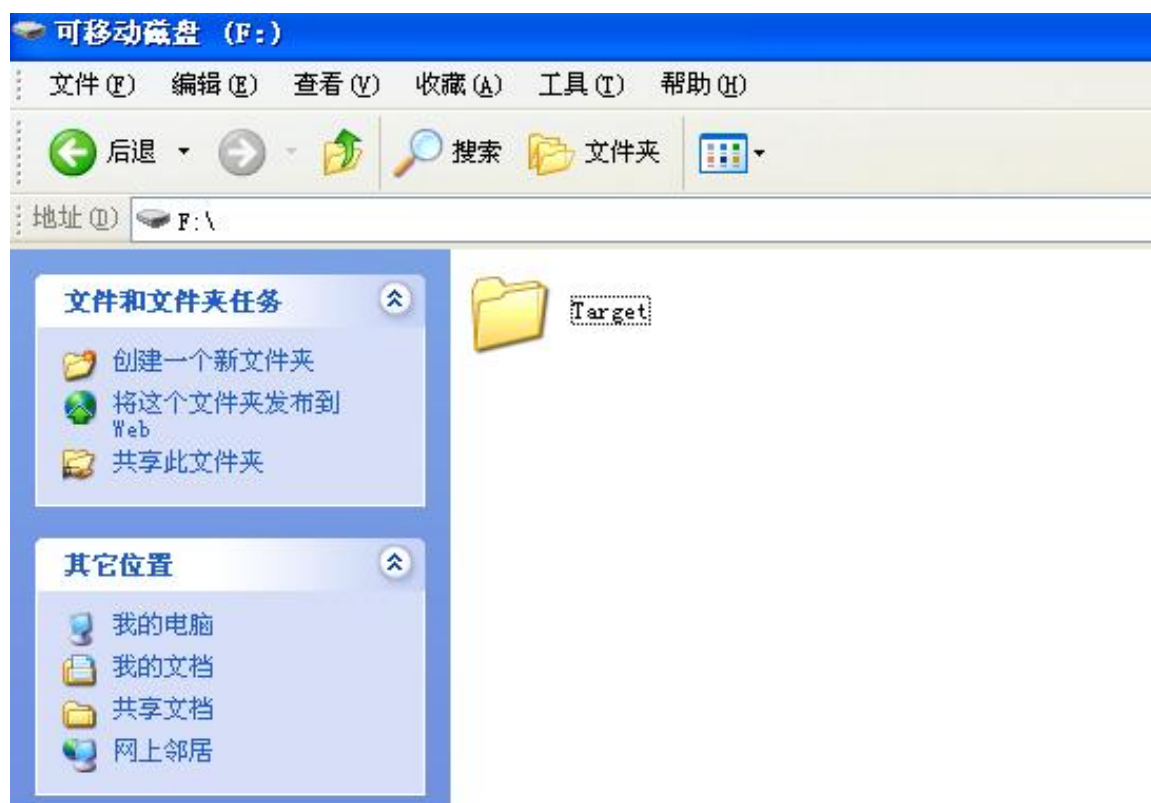 可移动磁盘 (F:)
文件(F) 编辑(E) 查看(V) 收藏(A) 工具(T) 帮助(H)
后退 搜索 文件夹
地址(D) F:\
文件和文件夹任务
创建一个新文件夹
将这个文件夹发布到
Web
共享此文件夹
其它位置
我的电脑
我的文档
共享文档
网上邻居
Target